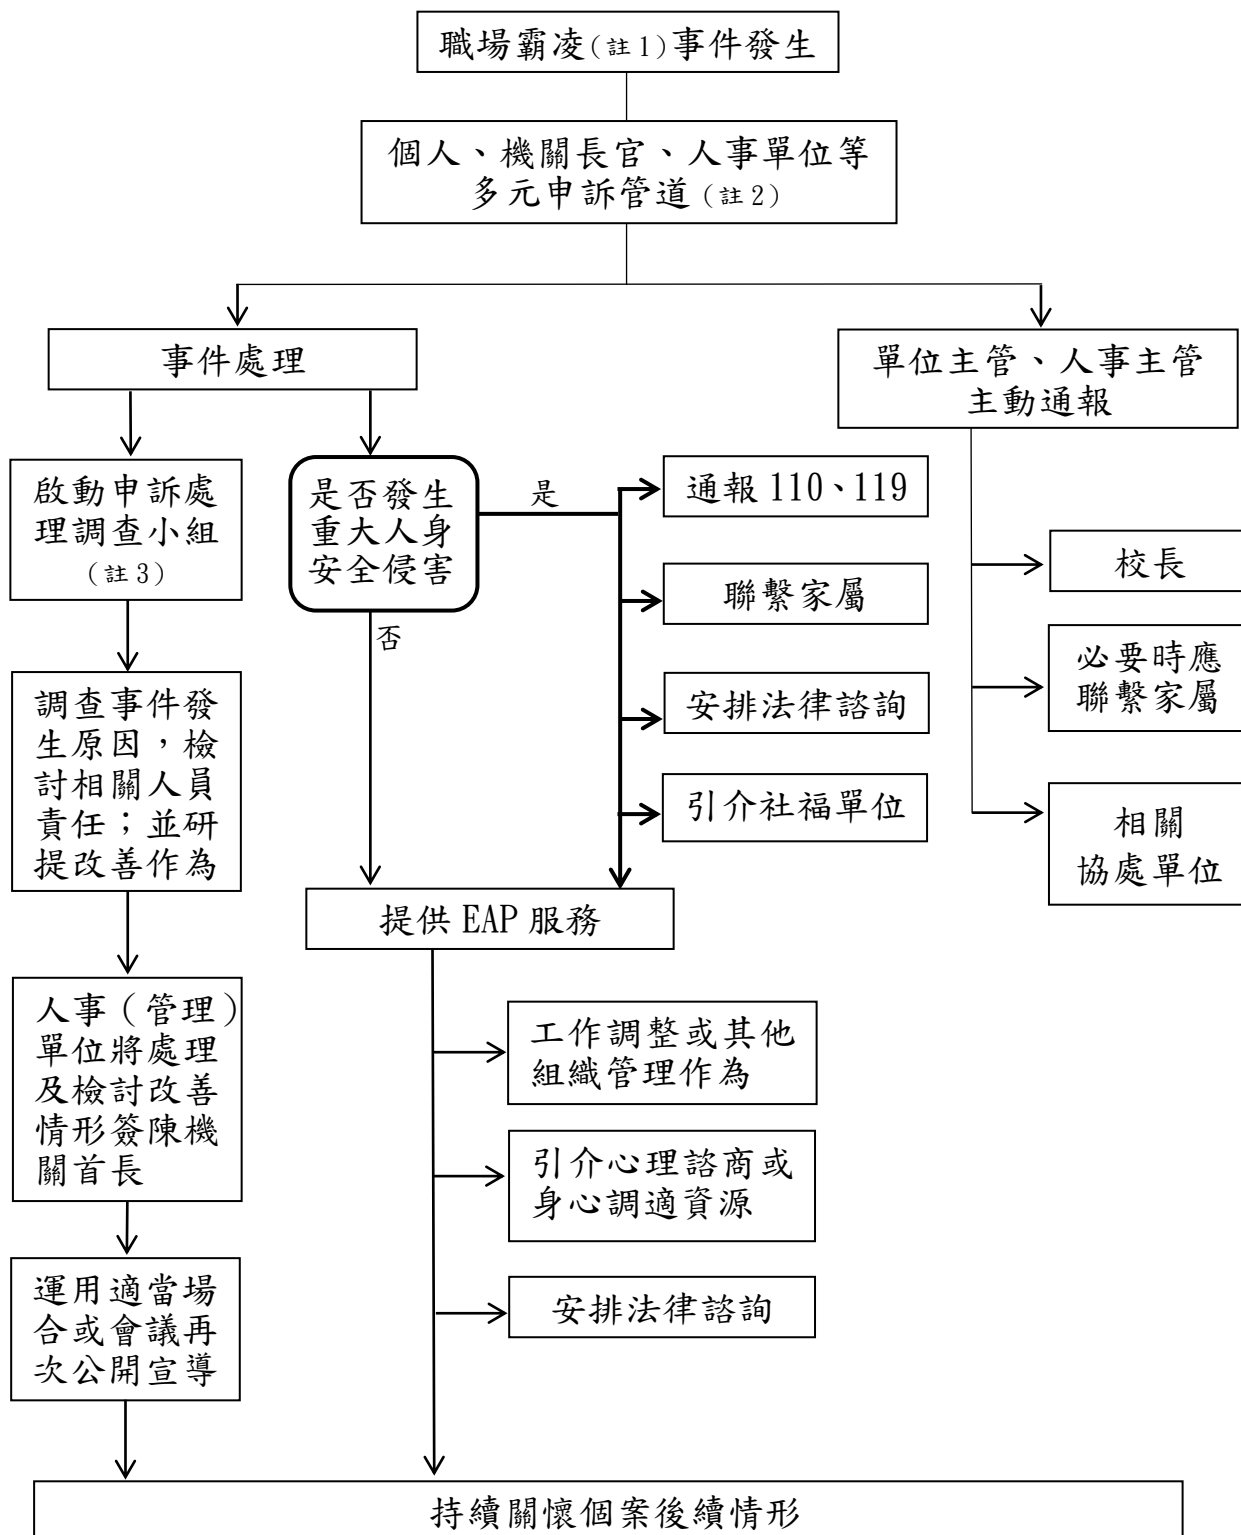 職場霸凌(註1)事件發生
個人、機關長官、人事單位等
多元申訴管道(註2)
事件處理
單位主管、人事主管
主動通報
啟動申訴處
理調查小組
(註3)
是否發生
重大人身
安全侵害
是
否
通報110、119
聯繫家屬
安排法律諮詢
引介社福單位
校長
必要時應
聯繫家屬
相關
協處單位
調查事件發
生原因，檢
討相關人員
責任；並研
提改善作為
提供EAP服務
人事（管理）
單位將處理
及檢討改善
情形簽陳機
關首長
工作調整或其他
組織管理作為
引介心理諮商或
身心調適資源
安排法律諮詢
運用適當場
合或會議再
次公開宣導
持續關懷個案後續情形